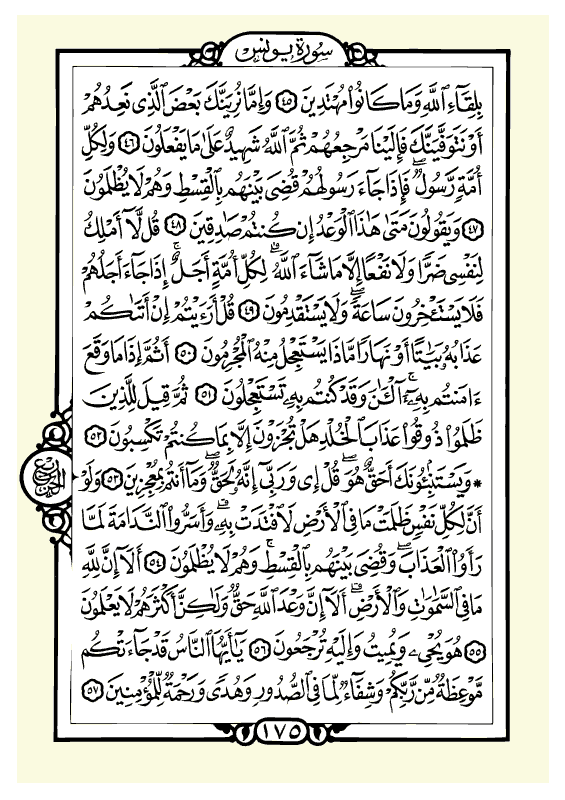 سورة يونس
بِلِقَآءِ ٱللَّهِ وَمَا كَانُوا۟ مُهْتَدِينَ ٤٥ وَإِمَّا نُرِيَنَّكَ بَعْضَ ٱلَّذِى نَعِدُهُمْ
أَوْ نَتَوَفَّيَنَّكَ فَإِلَيْنَا مَرْجِعُهُمْ ثُمَّ ٱللَّهُ شَهِيدٌ عَلَىٰ مَا يَفْعَلُونَ ٤٦ وَلِكُلِّ
أُمَّةٍ رَّسُولٌ ۖ فَإِذَا جَآءَ رَسُولُهُمْ قُضِىَ بَيْنَهُم بِٱلْقِسْطِ وَهُمْ لَا يُظْلَمُونَ
٤٧ وَيَقُولُونَ مَتَىٰ هَٰذَا ٱلْوَعْدُ إِن كُنتُمْ صَٰدِقِينَ ٤٨ قُل لَّآ أَمْلِكُ
لِنَفْسِى ضَرًّا وَلَا نَفْعًا إِلَّا مَا شَآءَ ٱللَّهُ ۗ لِكُلِّ أُمَّةٍ أَجَلٌ ۚ إِذَا جَآءَ أَجَلُهُمْ
فَلَا يَسْتَـْٔخِرُونَ سَاعَةً ۖ وَلَا يَسْتَقْدِمُونَ ٤٩ قُلْ أَرَءَيْتُمْ إِنْ أَتَىٰكُمْ
عَذَابُهُۥ بَيَٰتًا أَوْ نَهَارًا مَّاذَا يَسْتَعْجِلُ مِنْهُ ٱلْمُجْرِمُونَ ٥٠ أَثُمَّ إِذَا مَا وَقَعَ
ءَامَنتُم بِهِۦٓ ۚ ءَآلْـَٰٔنَ وَقَدْ كُنتُم بِهِۦ تَسْتَعْجِلُونَ ٥١ ثُمَّ قِيلَ لِلَّذِينَ
ظَلَمُوا۟ ذُوقُوا۟ عَذَابَ ٱلْخُلْدِ هَلْ تُجْزَوْنَ إِلَّا بِمَا كُنتُمْ تَكْسِبُونَ ٥٢
* وَيَسْتَنۢبِـُٔونَكَ أَحَقٌّ هُوَ ۖ قُلْ إِى وَرَبِّىٓ إِنَّهُۥ لَحَقٌّ ۖ وَمَآ أَنتُم بِمُعْجِزِينَ ٥٣ وَلَوْ
أَنَّ لِكُلِّ نَفْسٍ ظَلَمَتْ مَا فِى ٱلْأَرْضِ لَٱفْتَدَتْ بِهِۦ ۗ وَأَسَرُّوا۟ ٱلنَّدَامَةَ لَمَّا
رَأَوُا۟ ٱلْعَذَابَ ۖ وَقُضِىَ بَيْنَهُم بِٱلْقِسْطِ ۚ وَهُمْ لَا يُظْلَمُونَ ٥٤ أَلَآ إِنَّ لِلَّهِ
مَا فِى ٱلسَّمَٰوَٰتِ وَٱلْأَرْضِ ۗ أَلَآ إِنَّ وَعْدَ ٱللَّهِ حَقٌّ وَلَٰكِنَّ أَكْثَرَهُمْ لَا يَعْلَمُونَ
٥٥ هُوَ يُحْىِۦ وَيُمِيتُ وَإِلَيْهِ تُرْجَعُونَ ٥٦ يَٰٓأَيُّهَا ٱلنَّاسُ قَدْ جَآءَتْكُم
مَّوْعِظَةٌ مِّن رَّبِّكُمْ وَشِفَآءٌ لِّمَا فِى ٱلصُّدُورِ وَهُدًى وَرَحْمَةٌ لِّلْمُؤْمِنِينَ ٥٧
١٧٥